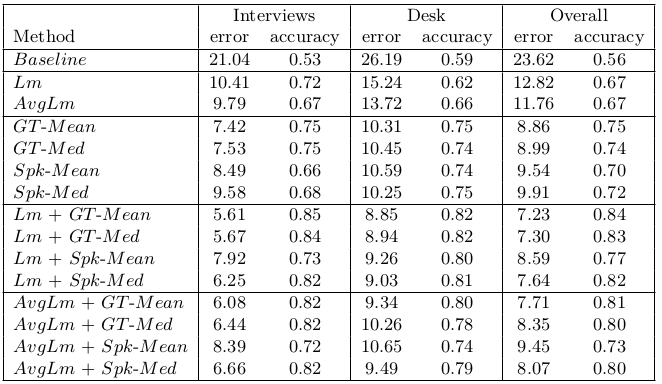 Interviews Desk Overall
Method error accuracy error accuracy error accuracy
Baseline 21.04 0.53 26.19 0.59 23.62 0.56
Lm 10.41 0.72 15.24 0.62 12.82 0.67
AvgLm 9.79 0.67 13.72 0.66 11.76 0.67
GT-Mean 7.42 0.75 10.31 0.75 8.86 0.75
GT-Med 7.53 0.75 10.45 0.74 8.99 0.74
Spk-Mean 8.49 0.66 10.59 0.74 9.54 0.70
Spk-Med 9.58 0.68 10.25 0.75 9.91 0.72
Lm + GT-Mean 5.61 0.85 8.85 0.82 7.23 0.84
Lm + GT-Med 5.67 0.84 8.94 0.82 7.30 0.83
Lm + Spk-Mean 7.92 0.73 9.26 0.80 8.59 0.77
Lm + Spk-Med 6.25 0.82 9.03 0.81 7.64 0.82
AvgLm + GT-Mean 6.08 0.82 9.34 0.80 7.71 0.81
AvgLm + GT-Med 6.44 0.82 10.26 0.78 8.35 0.80
AvgLm + Spk-Mean 8.39 0.72 10.65 0.74 9.45 0.73
AvgLm + Spk-Med 6.66 0.82 9.49 0.79 8.07 0.80